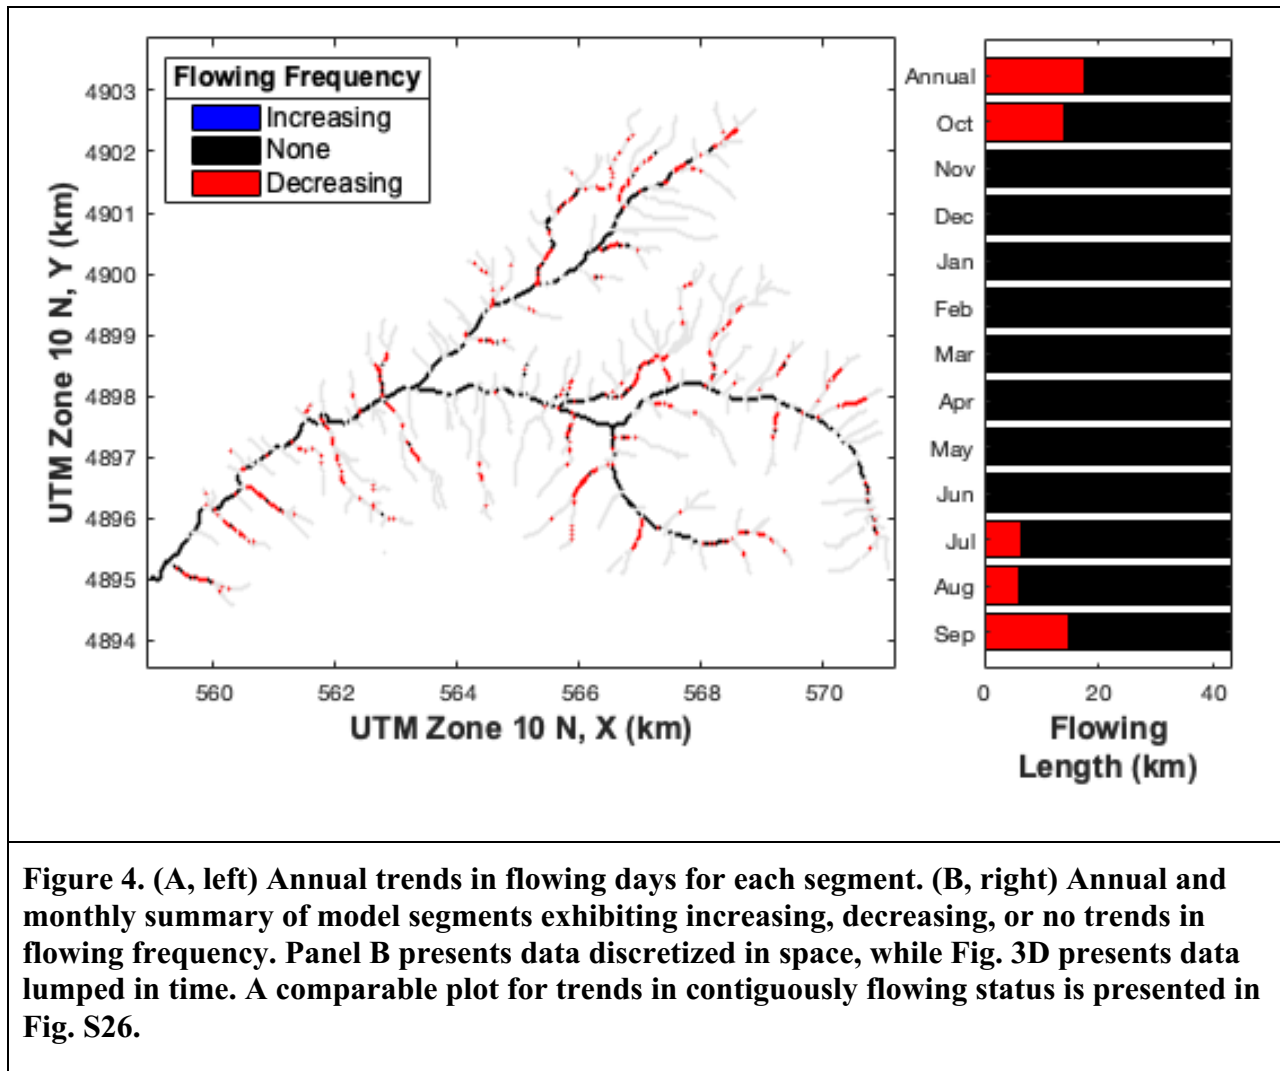 Flowing Frequency
Increasing
None
Decreasing
4903
4902
4901
4900
4899
4898
4897
4896
4895
4894
UTM Zone 10 N, Y (km)
560
562
564
566
568
570
UTM Zone 10 N, X (km)
Annual
Oct
Nov
Dec
Jan
Feb
Mar
Apr
May
Jun
Jul
Aug
Sep
0
20
40
Flowing
Length (km)
Figure 4. (A, left) Annual trends in flowing days for each segment. (B, right) Annual and
monthly summary of model segments exhibiting increasing, decreasing, or no trends in
flowing frequency. Panel B presents data discretized in space, while Fig. 3D presents data
lumped in time. A comparable plot for trends in contiguously flowing status is presented in
Fig. S26.